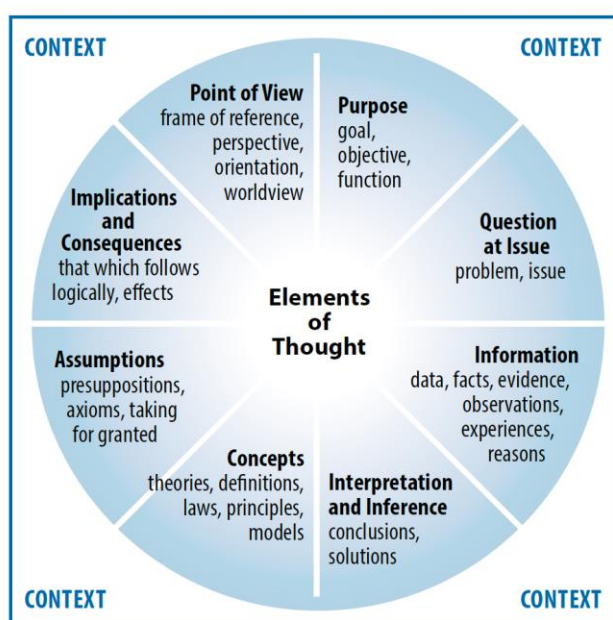 CONTEXT
CONTEXT
Point of View
frame of reference,
perspective,
orientation,
worldview
Purpose
goal,
objective,
function
Implications
and
Consequences
that which follows
logically, effects
Question
at Issue
problem, issue
Elements
of
Thought
Assumptions
presuppositions,
axioms, taking
for granted
Information
data, facts, evidence,
observations,
experiences,
reasons
Concepts
theories, definitions,
laws, principles,
models
Interpretation
and Inference
conclusions,
solutions
CONTEXT
CONTEXT